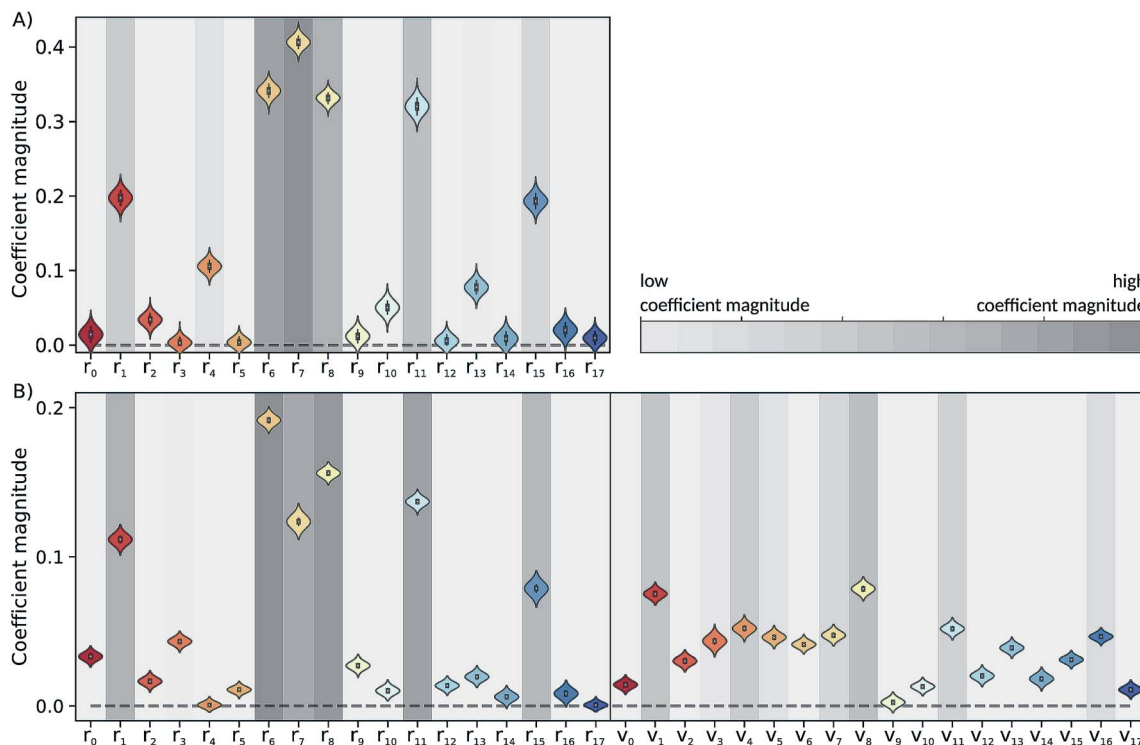 A)
Coefficient magnitude
0.4
0.3
0.2
0.1
0.0
r₀ r₁ r₂ r₃ r₄ r₅ r₆ r₇ r₈ r₉ r₁₀ r₁₁ r₁₂ r₁₃ r₁₄ r₁₅ r₁₆ r₁₇
low high
coefficient magnitude coefficient magnitude
B)
Coefficient magnitude
0.2
0.1
0.0
r₀ r₁ r₂ r₃ r₄ r₅ r₆ r₇ r₈ r₉ r₁₀ r₁₁ r₁₂ r₁₃ r₁₄ r₁₅ r₁₆ r₁₇ v₀ v₁ v₂ v₃ v₄ v₅ v₆ v₇ v₈ v₉ v₁₀ v₁₁ v₁₂ v₁₃ v₁₄ v₁₅ v₁₆